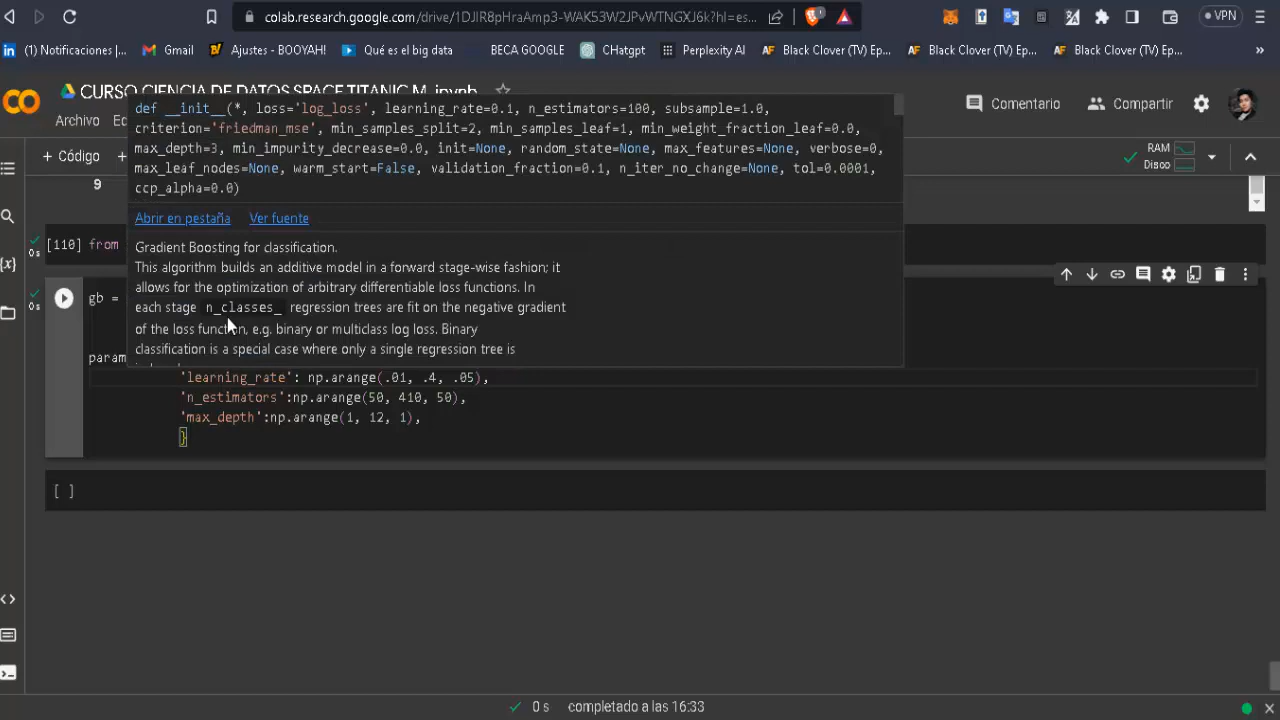 colab.research.google.com/drive/1DJIR8pHraAmp3-WAK53W2JPvWTNGXJ6k?hl=es...
VPN
(1) Notificaciones |...
Gmail
Ajustes - BOOYAH!
Qué es el big data
BECA GOOGLE
CHatgpt
Perplexity AI
Black Clover (TV) Ep...
Black Clover (TV) Ep...
Black Clover (TV) Ep...
»
CURSO CIENCIA DE DATOS SPACE TITANIC M .ipynb
Archivo
Comentario
Compartir
+ Código
+
RAM
Disco
def __init__(*, loss='log_loss', learning_rate=0.1, n_estimators=100, subsample=1.0,
criterion='friedman_mse', min_samples_split=2, min_samples_leaf=1, min_weight_fraction_leaf=0.0,
max_depth=3, min_impurity_decrease=0.0, init=None, random_state=None, max_features=None, verbose=0,
max_leaf_nodes=None, warm_start=False, validation_fraction=0.1, n_iter_no_change=None, tol=0.0001,
ccp_alpha=0.0)
Abrir en pestaña Ver fuente
Gradient Boosting for classification.
This algorithm builds an additive model in a forward stage-wise fashion; it
allows for the optimization of arbitrary differentiable loss functions. In
each stage n_classes_ regression trees are fit on the negative gradient
of the loss function, e.g. binary or multiclass log loss. Binary
classification is a special case where only a single regression tree is
9
[110] from
0s
gb =
0s
param
'learning_rate': np.arange(.01, .4, .05),
'n_estimators':np.arange(50, 410, 50),
'max_depth':np.arange(1, 12, 1),
}
[ ]
0 s completado a las 16:33